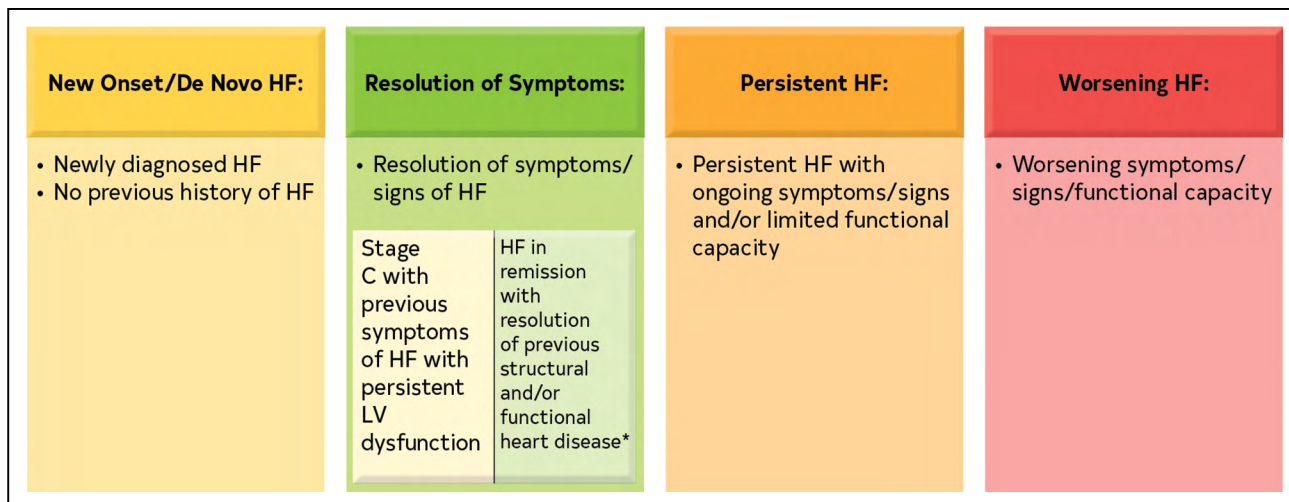 New Onset/De Novo HF:
• Newly diagnosed HF
• No previous history of HF
Resolution of Symptoms:
• Resolution of symptoms/
signs of HF
Stage
C with
previous
symptoms
of HF with
persistent
LV
dysfunction
HF in
remission
with
resolution
of previous
structural
and/or
functional
heart disease*
Persistent HF:
• Persistent HF with
ongoing symptoms/signs
and/or limited functional
capacity
Worsening HF:
• Worsening symptoms/
signs/functional capacity